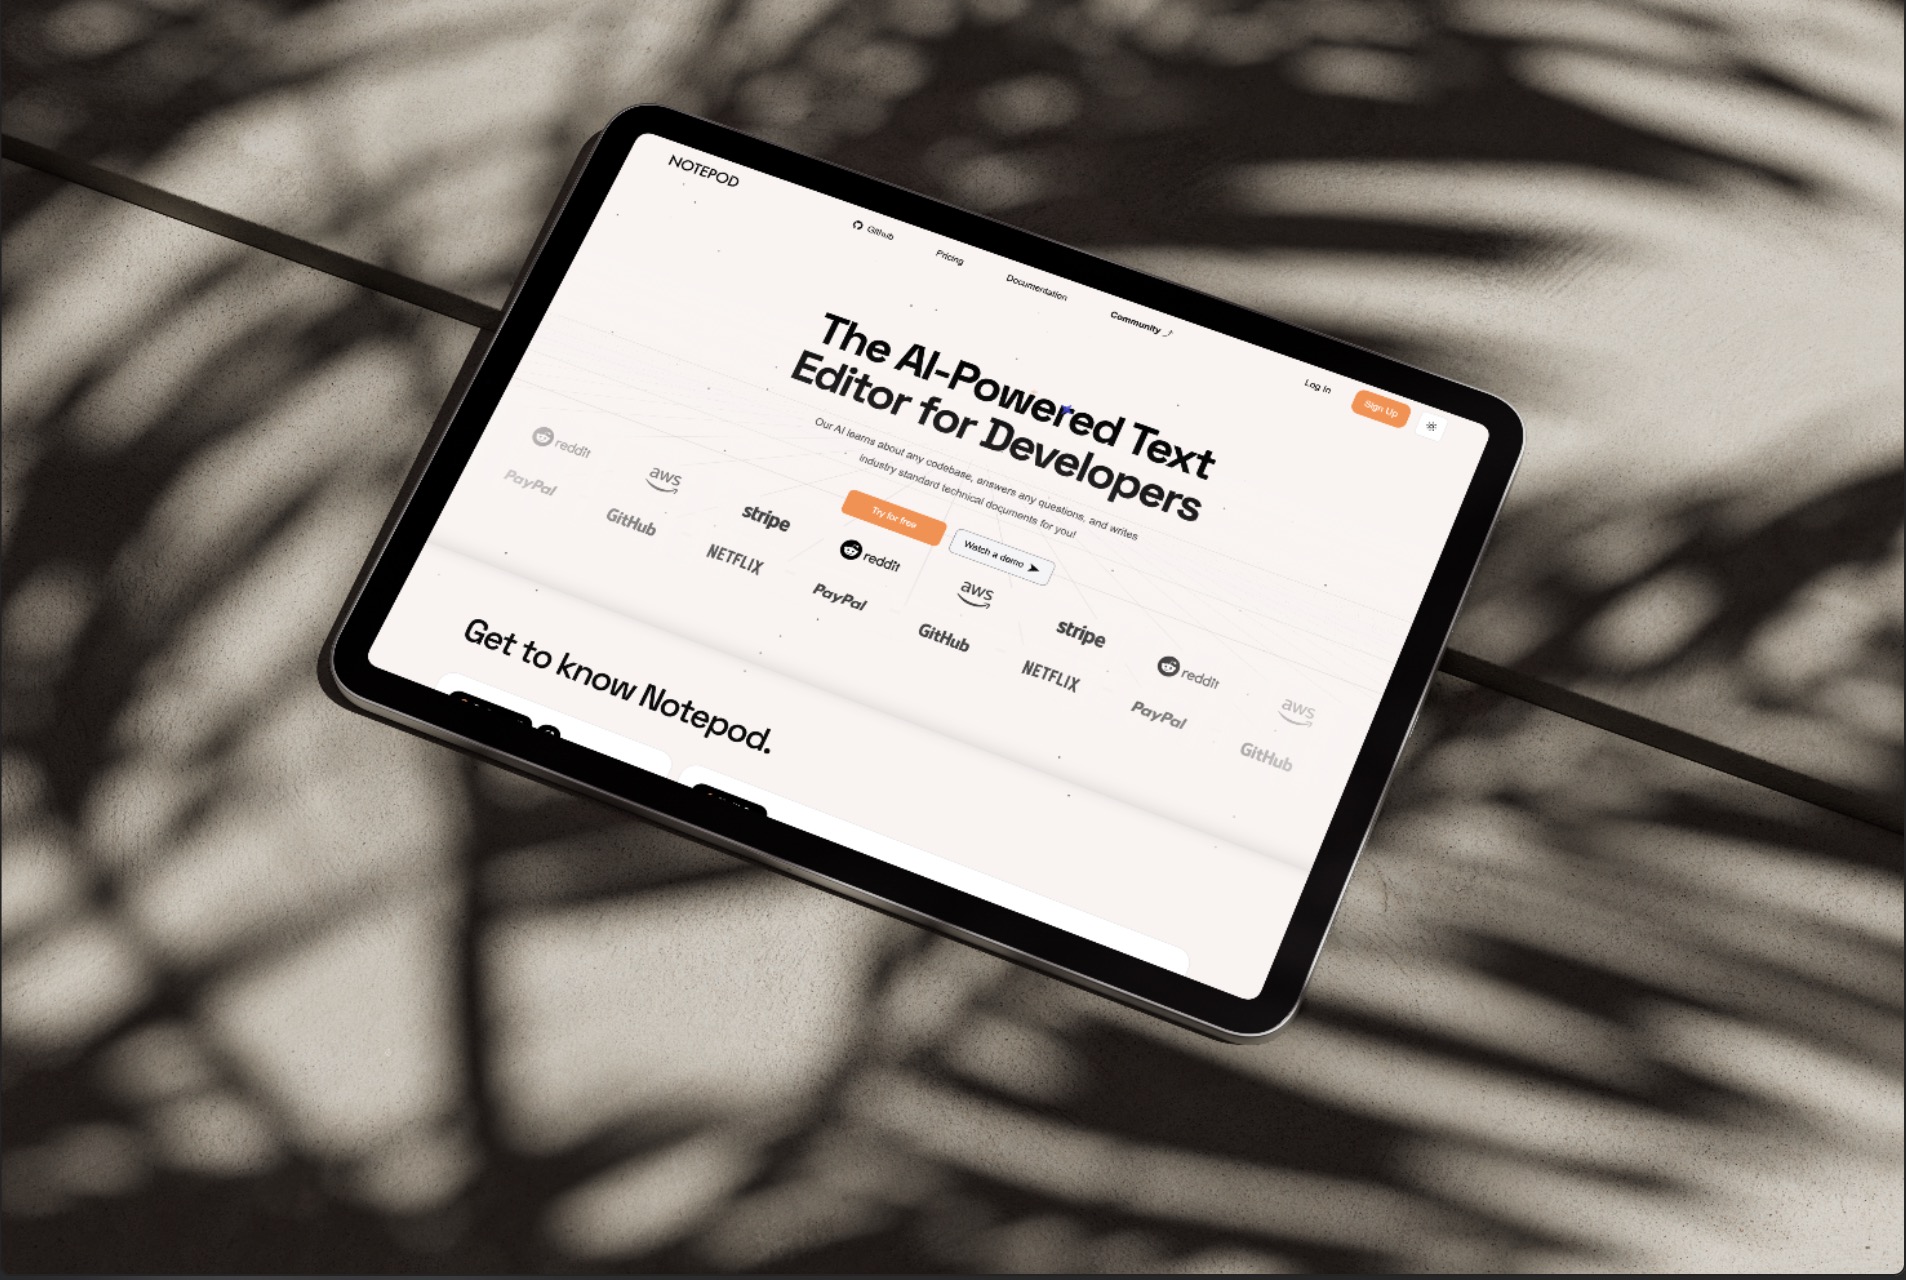 NOTEPOD
Github
Pricing
Documentation
Community
Log In
Sign Up
The AI-Powered Text
Editor for Developers
Our AI learns about any codebase, answers any questions, and writes
industry standard technical documents for you!
Try for free
Watch a demo
reddit
aws
stripe
reddit
aws
stripe
reddit
aws
PayPal
GitHub
NETFLIX
PayPal
GitHub
NETFLIX
PayPal
GitHub
Get to know Notepod.